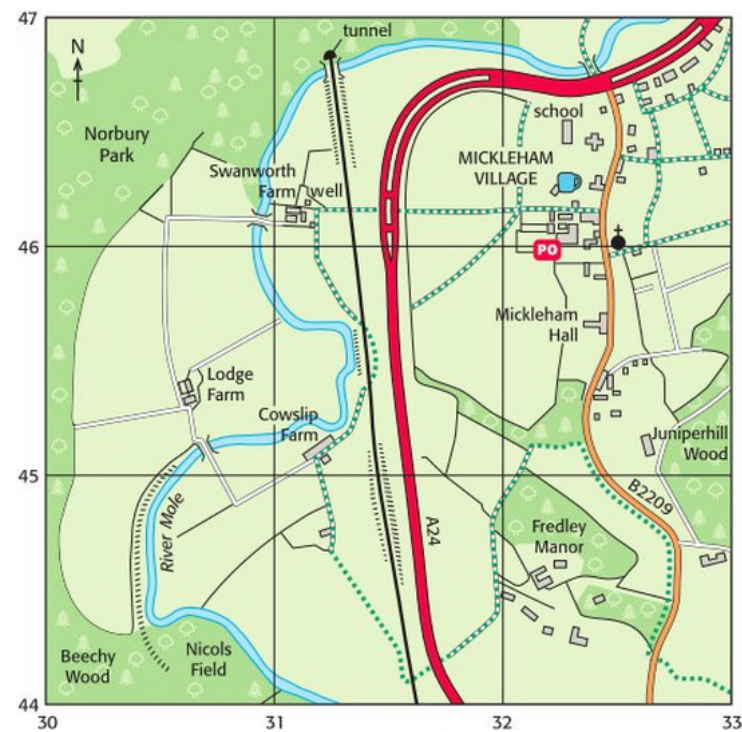 47
N
tunnel
Norbury
Park
school
MICKLEHAM
VILLAGE
Swanworth
Farm
well
46
PO
Mickleham
Hall
Lodge
Farm
Cowslip
Farm
Juniperhill
Wood
45
River Mole
A24
B2209
Fredley
Manor
Beechy
Wood
Nicols
Field
44
30
31
32
33